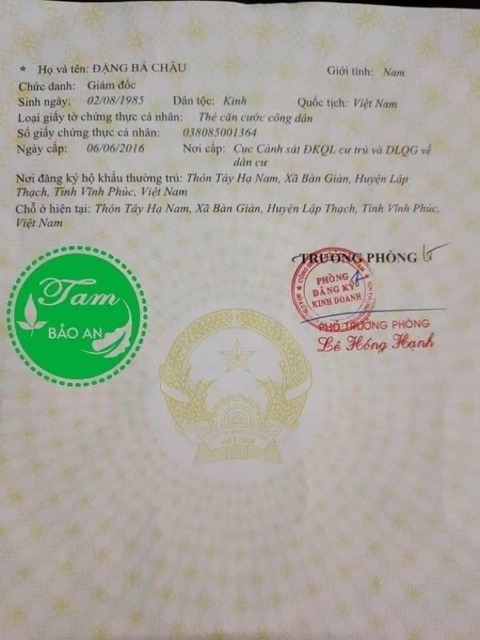 * Họ và tên: ĐẶNG BÁ CHÂU Giới tính: Nam
Chức danh: Giám đốc
Sinh ngày: 02/08/1985 Dân tộc: Kinh Quốc tịch: Việt Nam
Loại giấy tờ chứng thực cá nhân: Thẻ căn cước công dân
Số giấy chứng thực cá nhân: 038085001364
Ngày cấp: 06/06/2016 Nơi cấp: Cục Cảnh sát ĐKQL cư trú và DLQG về
dân cư
Nơi đăng ký hộ khẩu thường trú: Thôn Tây Hạ Nam, Xã Bàn Giản, Huyện Lập
Thạch, Tỉnh Vĩnh Phúc, Việt Nam
Chỗ ở hiện tại: Thôn Tây Hạ Nam, Xã Bàn Giản, Huyện Lập Thạch, Tỉnh Vĩnh Phúc,
Việt Nam
TRƯỞNG PHÒNG
PHÒNG
ĐĂNG KÝ
KINH DOANH
PHÓ TRƯỞNG PHÒNG
Lê Hồng Hạnh
Tam
BẢO AN
VIỆT NAM